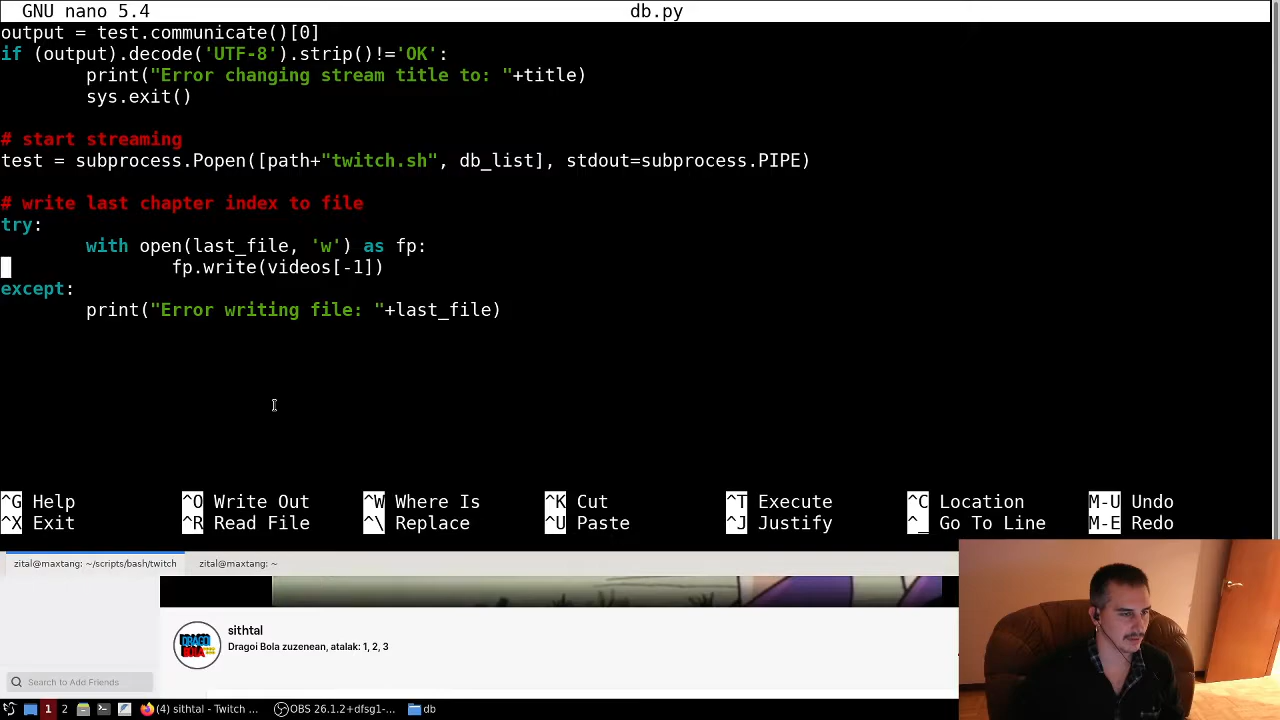 GNU nano 5.4 db.py
output = test.communicate()[0]
if (output).decode('UTF-8').strip()!='OK':
print("Error changing stream title to: "+title)
sys.exit()
# start streaming
test = subprocess.Popen([path+"twitch.sh", db_list], stdout=subprocess.PIPE)
# write last chapter index to file
try:
with open(last_file, 'w') as fp:
fp.write(videos[-1])
except:
print("Error writing file: "+last_file)
^G Help ^O Write Out ^W Where Is ^K Cut ^T Execute ^C Location M-U Undo
^X Exit ^R Read File ^\ Replace ^U Paste ^J Justify ^_ Go To Line M-E Redo
zital@maxtang: ~/scripts/bash/twitch zital@maxtang: ~
DRAGOI BOLA
sithtal
Dragoi Bola zuzenean, atalak: 1, 2, 3
Search to Add Friends
1 2 (4) sithtal - Twitch ... OBS 26.1.2+dfsg1-... db